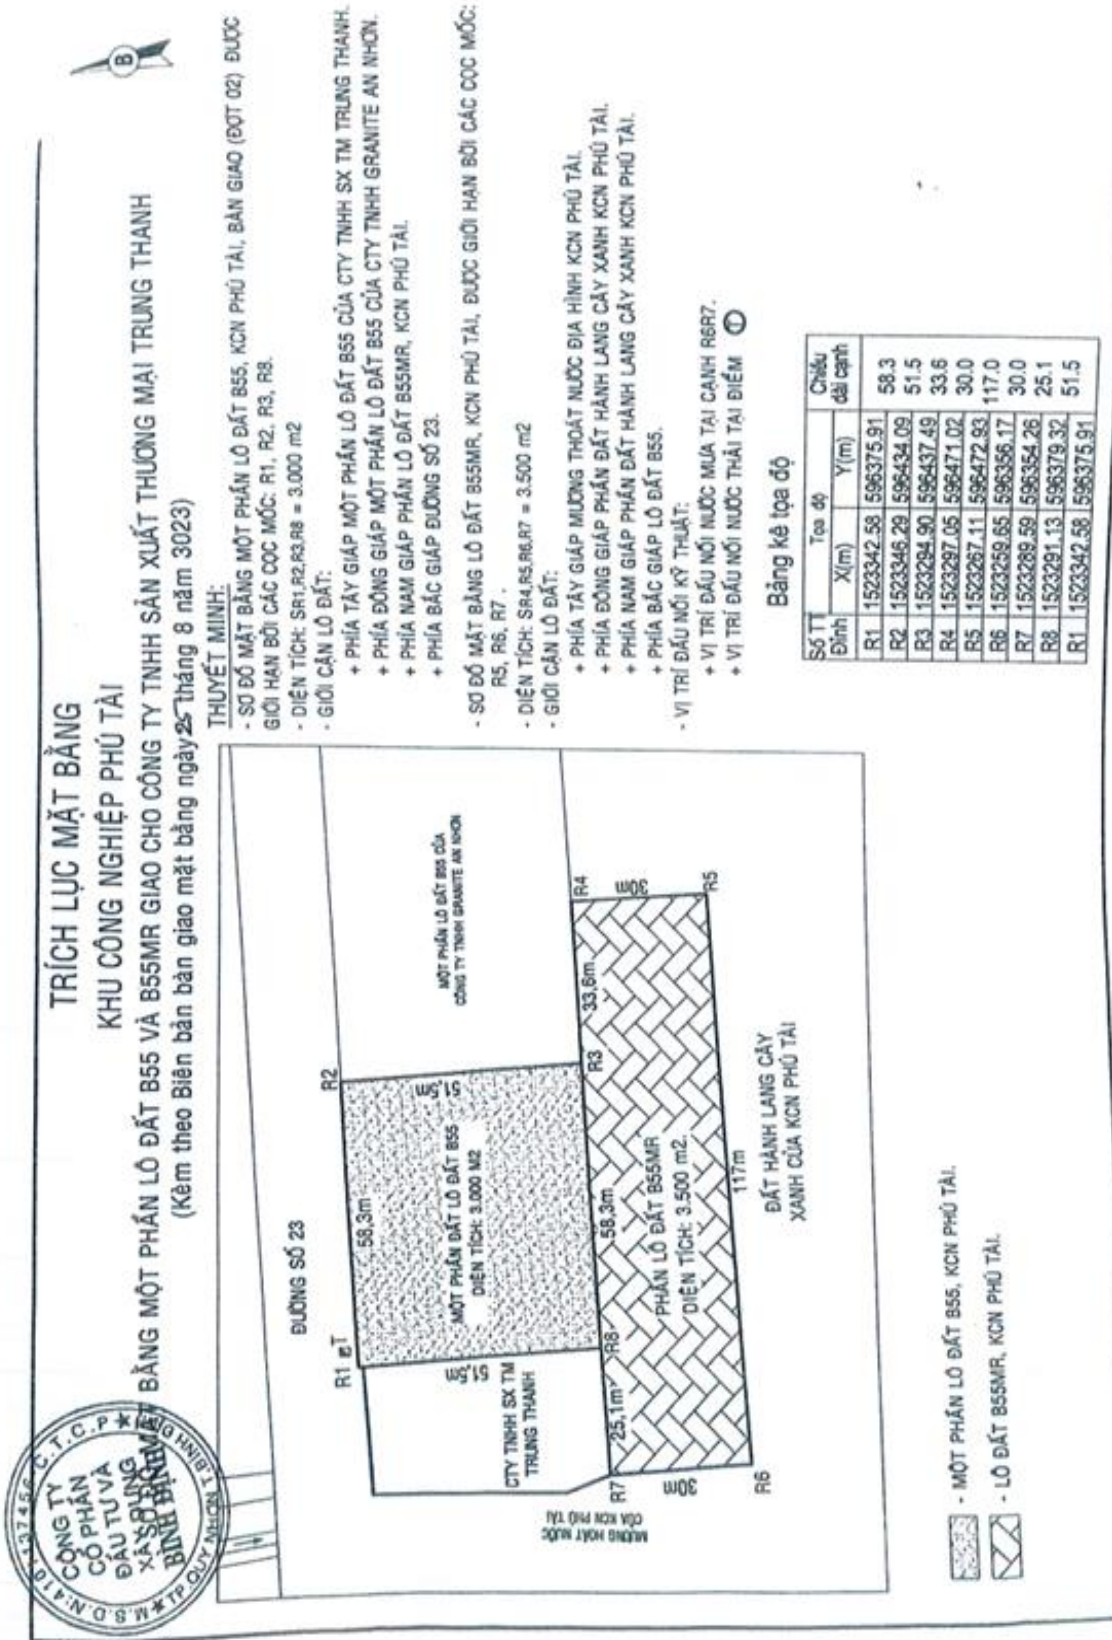 TRÍCH LỤC MẶT BẰNG
KHU CÔNG NGHIỆP PHÚ TÀI
SƠ ĐỒ MẶT BẰNG MỘT PHẦN LÔ ĐẤT B55 VÀ B55MR GIAO CHO CÔNG TY TNHH SẢN XUẤT THƯƠNG MẠI TRUNG THANH
(Kèm theo Biên bản bàn giao mặt bằng ngày 25 tháng 8 năm 3023)
M.S.D.N:4101137456-C.T.C.P
CÔNG TY
CỔ PHẦN
ĐẦU TƯ VÀ
XÂY DỰNG
BÌNH ĐỊNH
TP.QUY NHƠN T.BÌNH ĐỊNH
B
THUYẾT MINH:
- SƠ ĐỒ MẶT BẰNG MỘT PHẦN LÔ ĐẤT B55, KCN PHÚ TÀI, BÀN GIAO (ĐỢT 02) ĐƯỢC
GIỚI HẠN BỞI CÁC CỌC MỐC: R1, R2, R3, R8.
- DIỆN TÍCH: SR1,R2,R3,R8 = 3.000 m2
- GIỚI CẬN LÔ ĐẤT:
+ PHÍA TÂY GIÁP MỘT PHẦN LÔ ĐẤT B55 CỦA CTY TNHH SX TM TRUNG THANH.
+ PHÍA ĐÔNG GIÁP MỘT PHẦN LÔ ĐẤT B55 CỦA CTY TNHH GRANITE AN NHƠN.
+ PHÍA NAM GIÁP PHẦN LÔ ĐẤT B55MR, KCN PHÚ TÀI.
+ PHÍA BẮC GIÁP ĐƯỜNG SỐ 23.
- SƠ ĐỒ MẶT BẰNG LÔ ĐẤT B55MR, KCN PHÚ TÀI, ĐƯỢC GIỚI HẠN BỞI CÁC CỌC MỐC:
R5, R6, R7 .
- DIỆN TÍCH: SR4,R5,R6,R7 = 3.500 m2
- GIỚI CẬN LÔ ĐẤT:
+ PHÍA TÂY GIÁP MƯƠNG THOÁT NƯỚC ĐỊA HÌNH KCN PHÚ TÀI.
+ PHÍA ĐÔNG GIÁP PHẦN ĐẤT HÀNH LANG CÂY XANH KCN PHÚ TÀI.
+ PHÍA NAM GIÁP PHẦN ĐẤT HÀNH LANG CÂY XANH KCN PHÚ TÀI.
+ PHÍA BẮC GIÁP LÔ ĐẤT B55.
- VỊ TRÍ ĐẤU NỐI KỸ THUẬT:
+ VỊ TRÍ ĐẤU NỐI NƯỚC MƯA TẠI CẠNH R6R7.
+ VỊ TRÍ ĐẤU NỐI NƯỚC THẢI TẠI ĐIỂM T
Bảng kê tọa độ
Số TT Đỉnh Tọa độ X(m) Y(m) Chiều dài cạnh
R1 1523342.58 596375.91
58.3
R2 1523346.29 596434.09
51.5
R3 1523294.90 596437.49
33.6
R4 1523297.05 596471.02
30.0
R5 1523267.11 596472.93
117.0
R6 1523259.65 596356.17
30.0
R7 1523289.59 596354.26
25.1
R8 1523291.13 596379.32
51.5
R1 1523342.58 596375.91
ĐƯỜNG SỐ 23
R1
T
58,3m
R2
51,5m
MỘT PHẦN ĐẤT LÔ ĐẤT B55
DIỆN TÍCH: 3.000 M2
51,5m
MỘT PHẦN LÔ ĐẤT B55 CỦA
CÔNG TY TNHH GRANITE AN NHƠN
CTY TNHH SX TM
TRUNG THANH
R3
R4
R7
25,1m
R8
58,3m
33,6m
30m
PHẦN LÔ ĐẤT B55MR
DIỆN TÍCH: 3.500 m2.
30m
R5
R6
117m
MƯƠNG HOÁT NƯỚC
CỦA KCN PHÚ TÀI
ĐẤT HÀNH LANG CÂY
XANH CỦA KCN PHÚ TÀI
- MỘT PHẦN LÔ ĐẤT B55, KCN PHÚ TÀI.
- LÔ ĐẤT B55MR, KCN PHÚ TÀI.